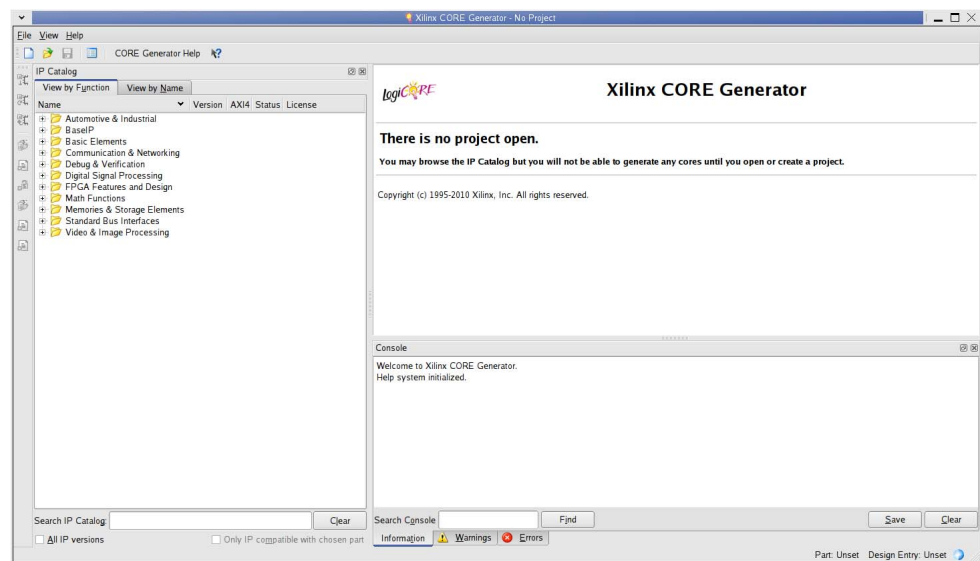 Xilinx CORE Generator - No Project
File View Help
CORE Generator Help
IP Catalog
View by Function View by Name
Name Version AXI4 Status License
Automotive & Industrial
BaseIP
Basic Elements
Communication & Networking
Debug & Verification
Digital Signal Processing
FPGA Features and Design
Math Functions
Memories & Storage Elements
Standard Bus Interfaces
Video & Image Processing
Search IP Catalog: Clear
All IP versions Only IP compatible with chosen part
logiCORE Xilinx CORE Generator
There is no project open.
You may browse the IP Catalog but you will not be able to generate any cores until you open or create a project.
Copyright (c) 1995-2010 Xilinx, Inc. All rights reserved.
Console
Welcome to Xilinx CORE Generator.
Help system initialized.
Search Console Find Save Clear
Information Warnings Errors
Part: Unset Design Entry: Unset